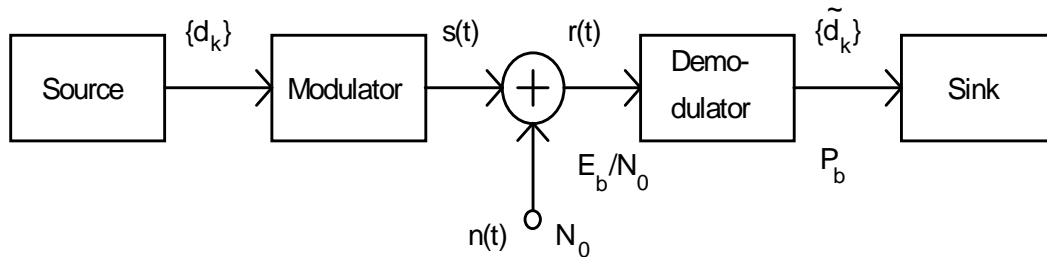 {d_k}
s(t)
r(t)
{d̃_k}
Source
Modulator
+
Demo-
dulator
Sink
E_b/N_0
P_b
n(t)
N_0